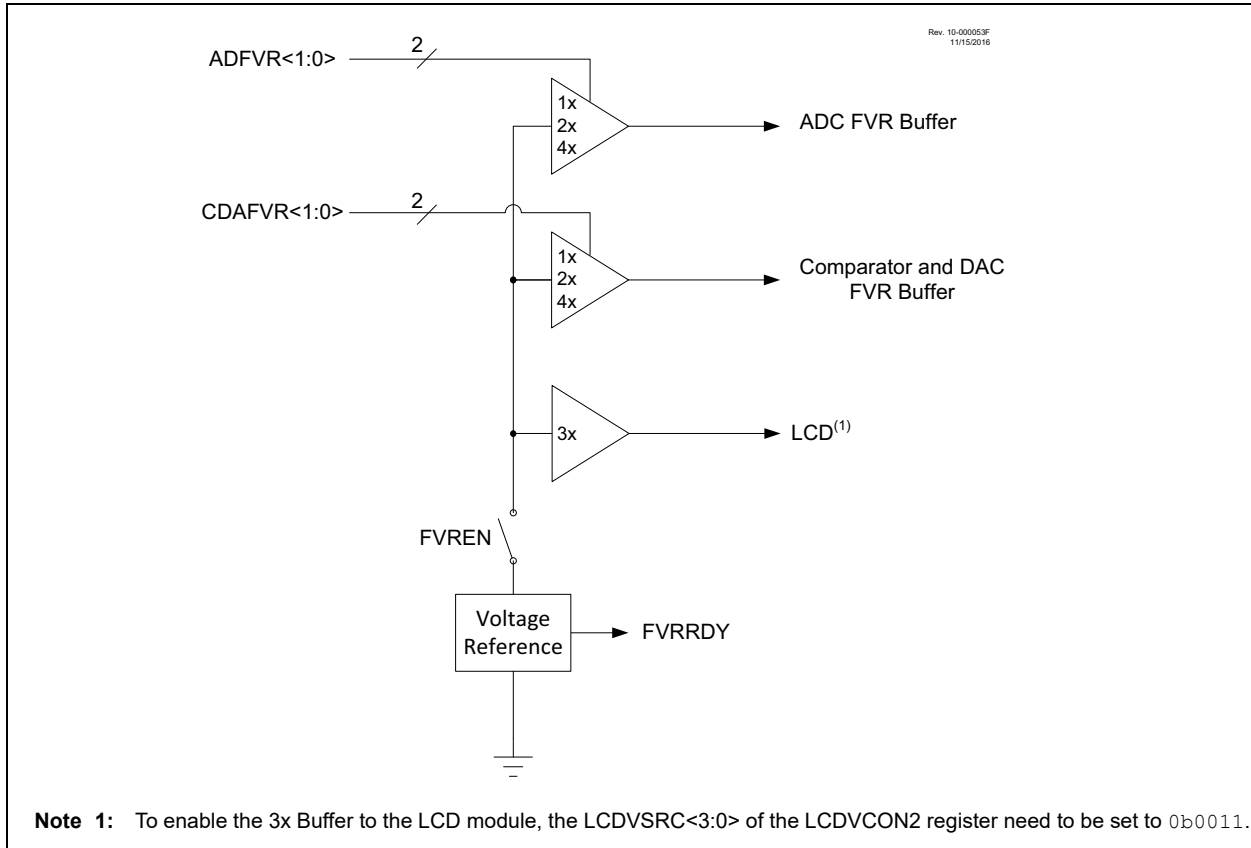 Rev. 10-000053F
11/15/2016
ADFVR<1:0>
2
1x
2x
4x
ADC FVR Buffer
CDAFVR<1:0>
2
1x
2x
4x
Comparator and DAC
FVR Buffer
3x
LCD(1)
FVREN
Voltage
Reference
FVRRDY
Note 1: To enable the 3x Buffer to the LCD module, the LCDVSRC<3:0> of the LCDVCON2 register need to be set to 0b0011.